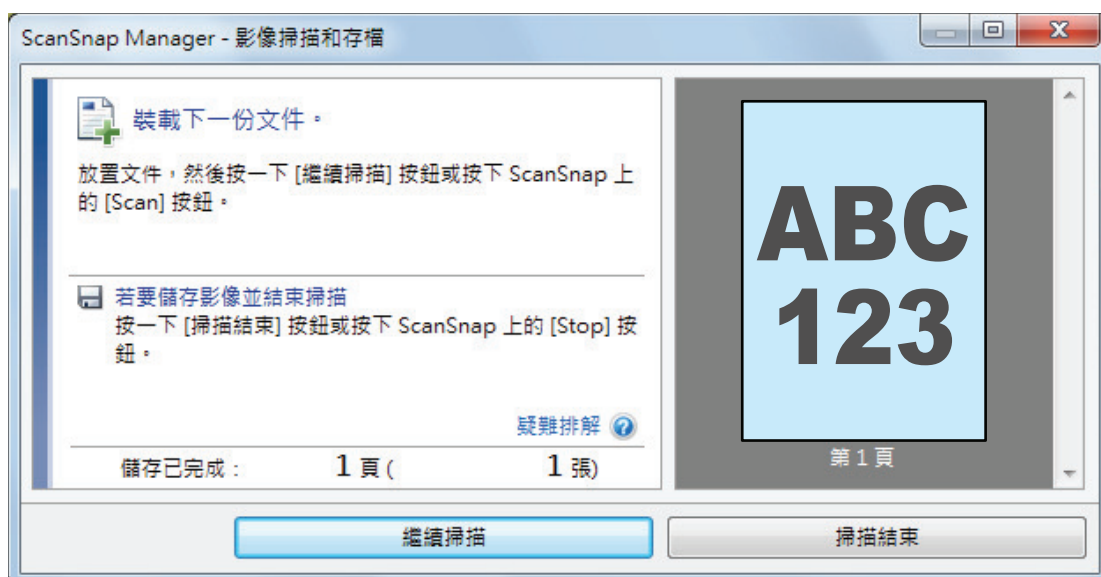 ScanSnap Manager - 影像掃描和存檔
裝載下一份文件。
放置文件，然後按一下 [繼續掃描] 按鈕或按下 ScanSnap 上
的 [Scan] 按鈕。
若要儲存影像並結束掃描
按一下 [掃描結束] 按鈕或按下 ScanSnap 上的 [Stop] 按
鈕。
疑難排解
儲存已完成： 1 頁 ( 1 張)
ABC
123
第 1 頁
繼續掃描
掃描結束